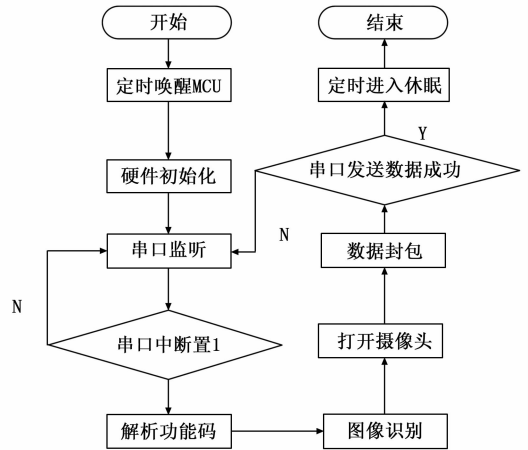 开始
定时唤醒MCU
硬件初始化
串口监听
N
串口中断置1
解析功能码
图像识别
打开摄像头
数据封包
N
串口发送数据成功
Y
定时进入休眠
结束